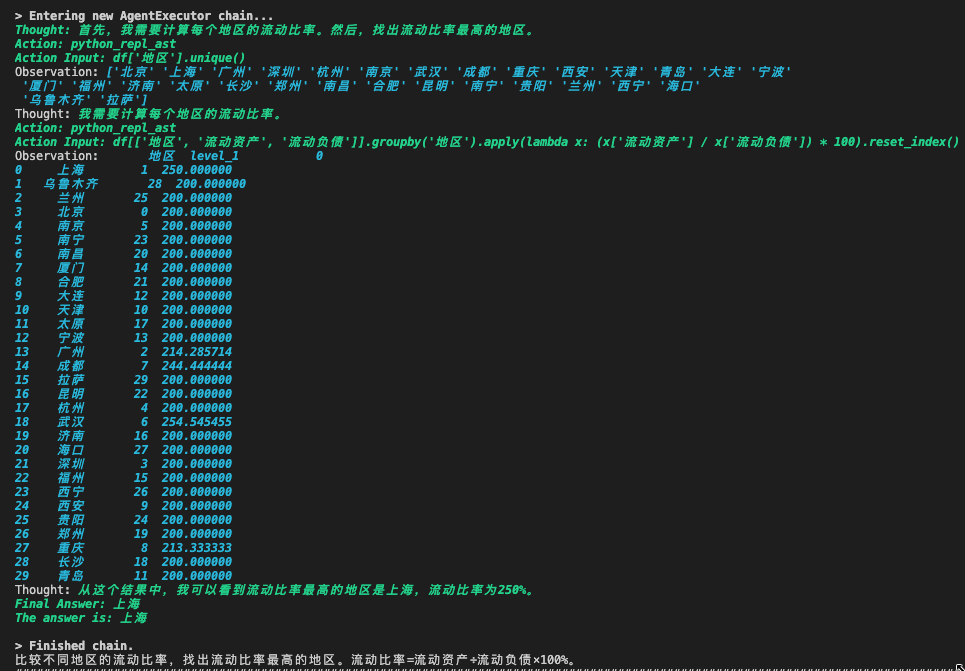 > Entering new AgentExecutor chain...
Thought: 首先，我需要计算每个地区的流动比率。然后，找出流动比率最高的地区。
Action: python_repl_ast
Action Input: df['地区'].unique()
Observation: ['北京' '上海' '广州' '深圳' '杭州' '南京' '武汉' '成都' '重庆' '西安' '天津' '青岛' '大连' '宁波'
'厦门' '福州' '济南' '太原' '长沙' '郑州' '南昌' '合肥' '昆明' '南宁' '贵阳' '兰州' '西宁' '海口'
'乌鲁木齐' '拉萨']
Thought: 我需要计算每个地区的流动比率。
Action: python_repl_ast
Action Input: df[['地区', '流动资产', '流动负债']].groupby('地区').apply(lambda x: (x['流动资产'] / x['流动负债']) * 100).reset_index()
Observation: 地区 level_1 0
0 上海 1 250.000000
1 乌鲁木齐 28 200.000000
2 兰州 25 200.000000
3 北京 0 200.000000
4 南京 5 200.000000
5 南宁 23 200.000000
6 南昌 20 200.000000
7 厦门 14 200.000000
8 合肥 21 200.000000
9 大连 12 200.000000
10 天津 10 200.000000
11 太原 17 200.000000
12 宁波 13 200.000000
13 广州 2 214.285714
14 成都 7 244.444444
15 拉萨 29 200.000000
16 昆明 22 200.000000
17 杭州 4 200.000000
18 武汉 6 254.545455
19 济南 16 200.000000
20 海口 27 200.000000
21 深圳 3 200.000000
22 福州 15 200.000000
23 西宁 26 200.000000
24 西安 9 200.000000
25 贵阳 24 200.000000
26 郑州 19 200.000000
27 重庆 8 213.333333
28 长沙 18 200.000000
29 青岛 11 200.000000
Thought: 从这个结果中，我可以看到流动比率最高的地区是上海，流动比率为250%。
Final Answer: 上海
The answer is: 上海
> Finished chain.
比较不同地区的流动比率，找出流动比率最高的地区。流动比率=流动资产÷流动负债×100%。